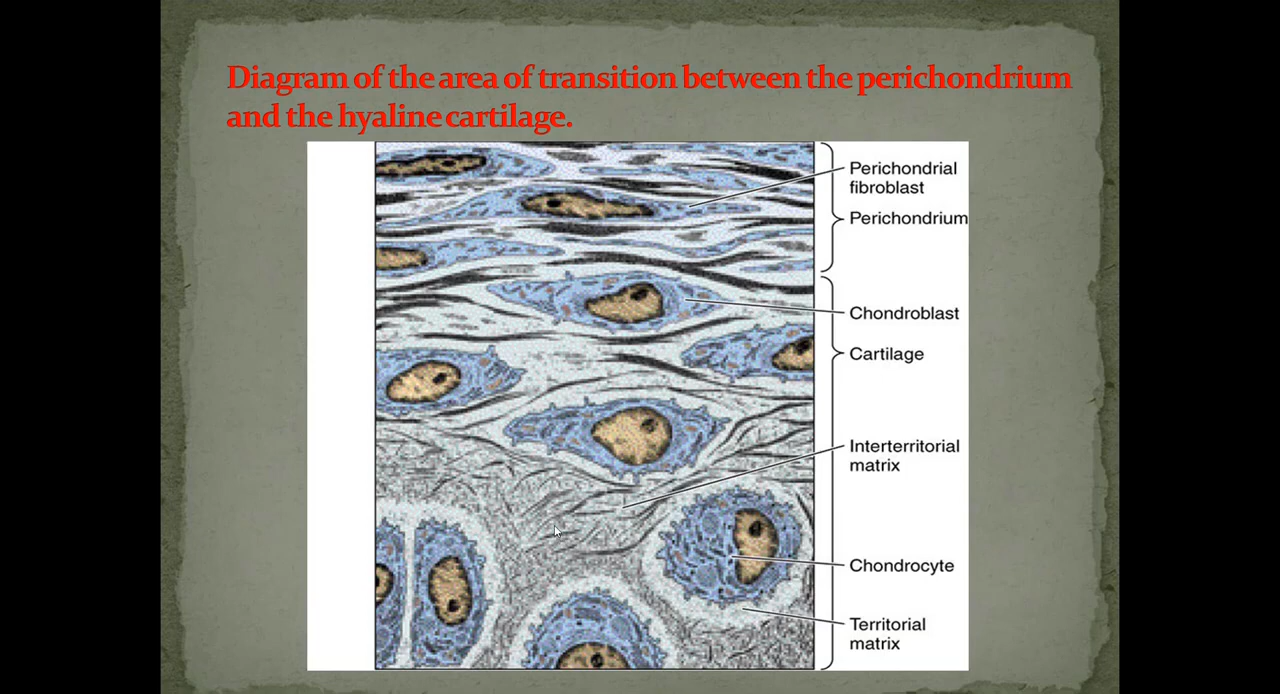 Diagram of the area of transition between the perichondrium
and the hyaline cartilage.
Perichondrial
fibroblast
Perichondrium
Chondroblast
Cartilage
Interterritorial
matrix
Chondrocyte
Territorial
matrix